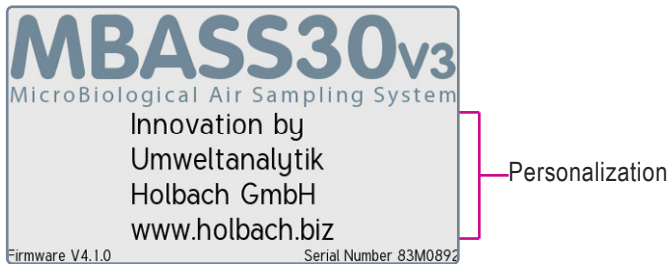 MBASS30v3
MicroBiological Air Sampling System
Innovation by
Umweltanalytik
Holbach GmbH
www.holbach.biz
Personalization
Firmware V4.1.0 Serial Number 83M0892